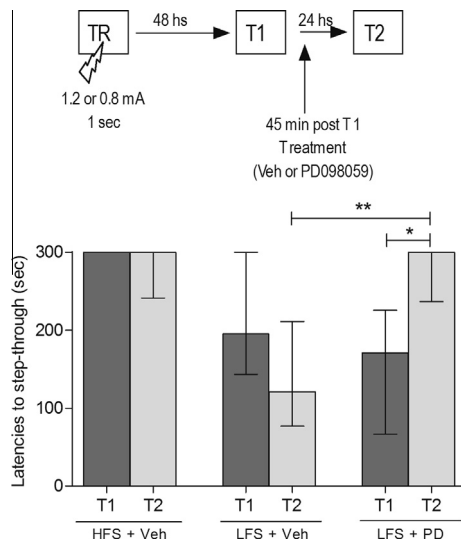 48 hs
24 hs
TR
T1
T2
1.2 or 0.8 mA
1 sec
45 min post T1
Treatment
(Veh or PD098059)
**
*
Latencies to step-through (sec)
300
200
100
0
T1 T2 T1 T2 T1 T2
HFS + Veh LFS + Veh LFS + PD